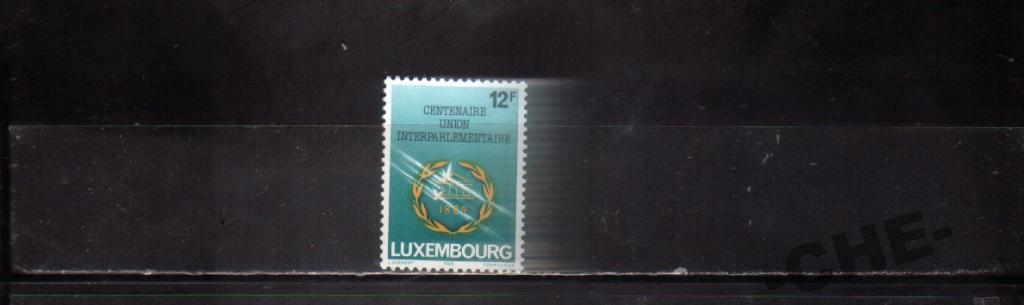 12F
CENTENAIRE
UNION
INTERPARLEMENTAIRE
1889
LUXEMBOURG
-CHE-